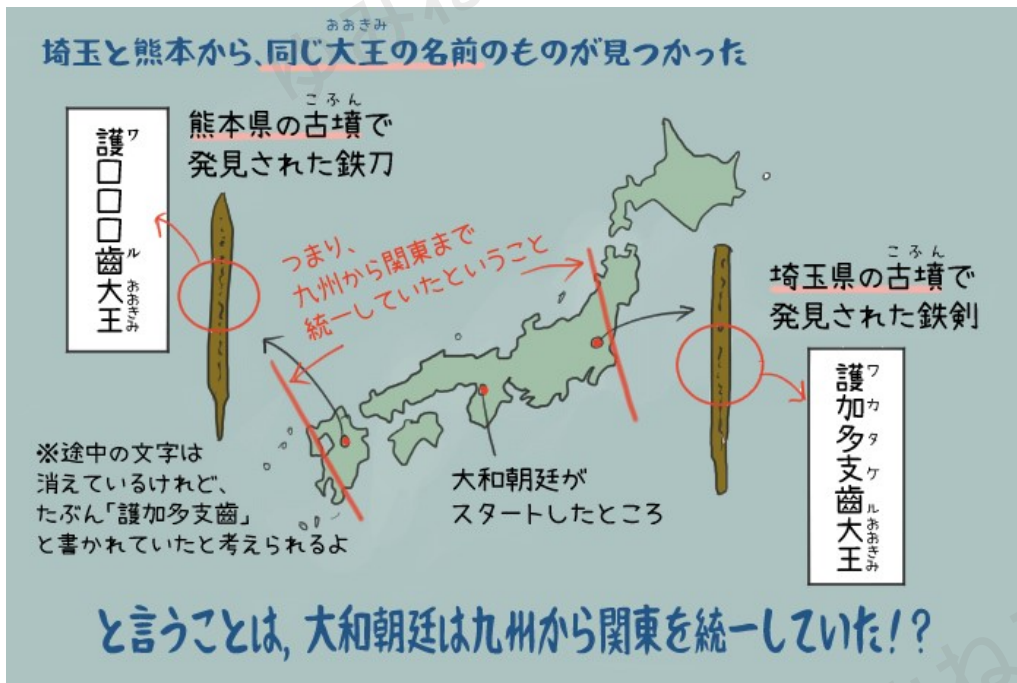 埼玉と熊本から、同じ大王の名前のものが見つかった
おおきみ
熊本県の古墳で
こふん
発見された鉄刀
護□□□齒大王
ワ ル おおきみ
つまり、
九州から関東まで
統一していたということ
埼玉県の古墳で
こふん
発見された鉄剣
護加多支齒大王
ワカタケル おおきみ
大和朝廷が
スタートしたところ
※途中の文字は
消えているけれど、
たぶん「護加多支齒」
と書かれていたと考えられるよ
と言うことは,大和朝廷は九州から関東を統一していた!?